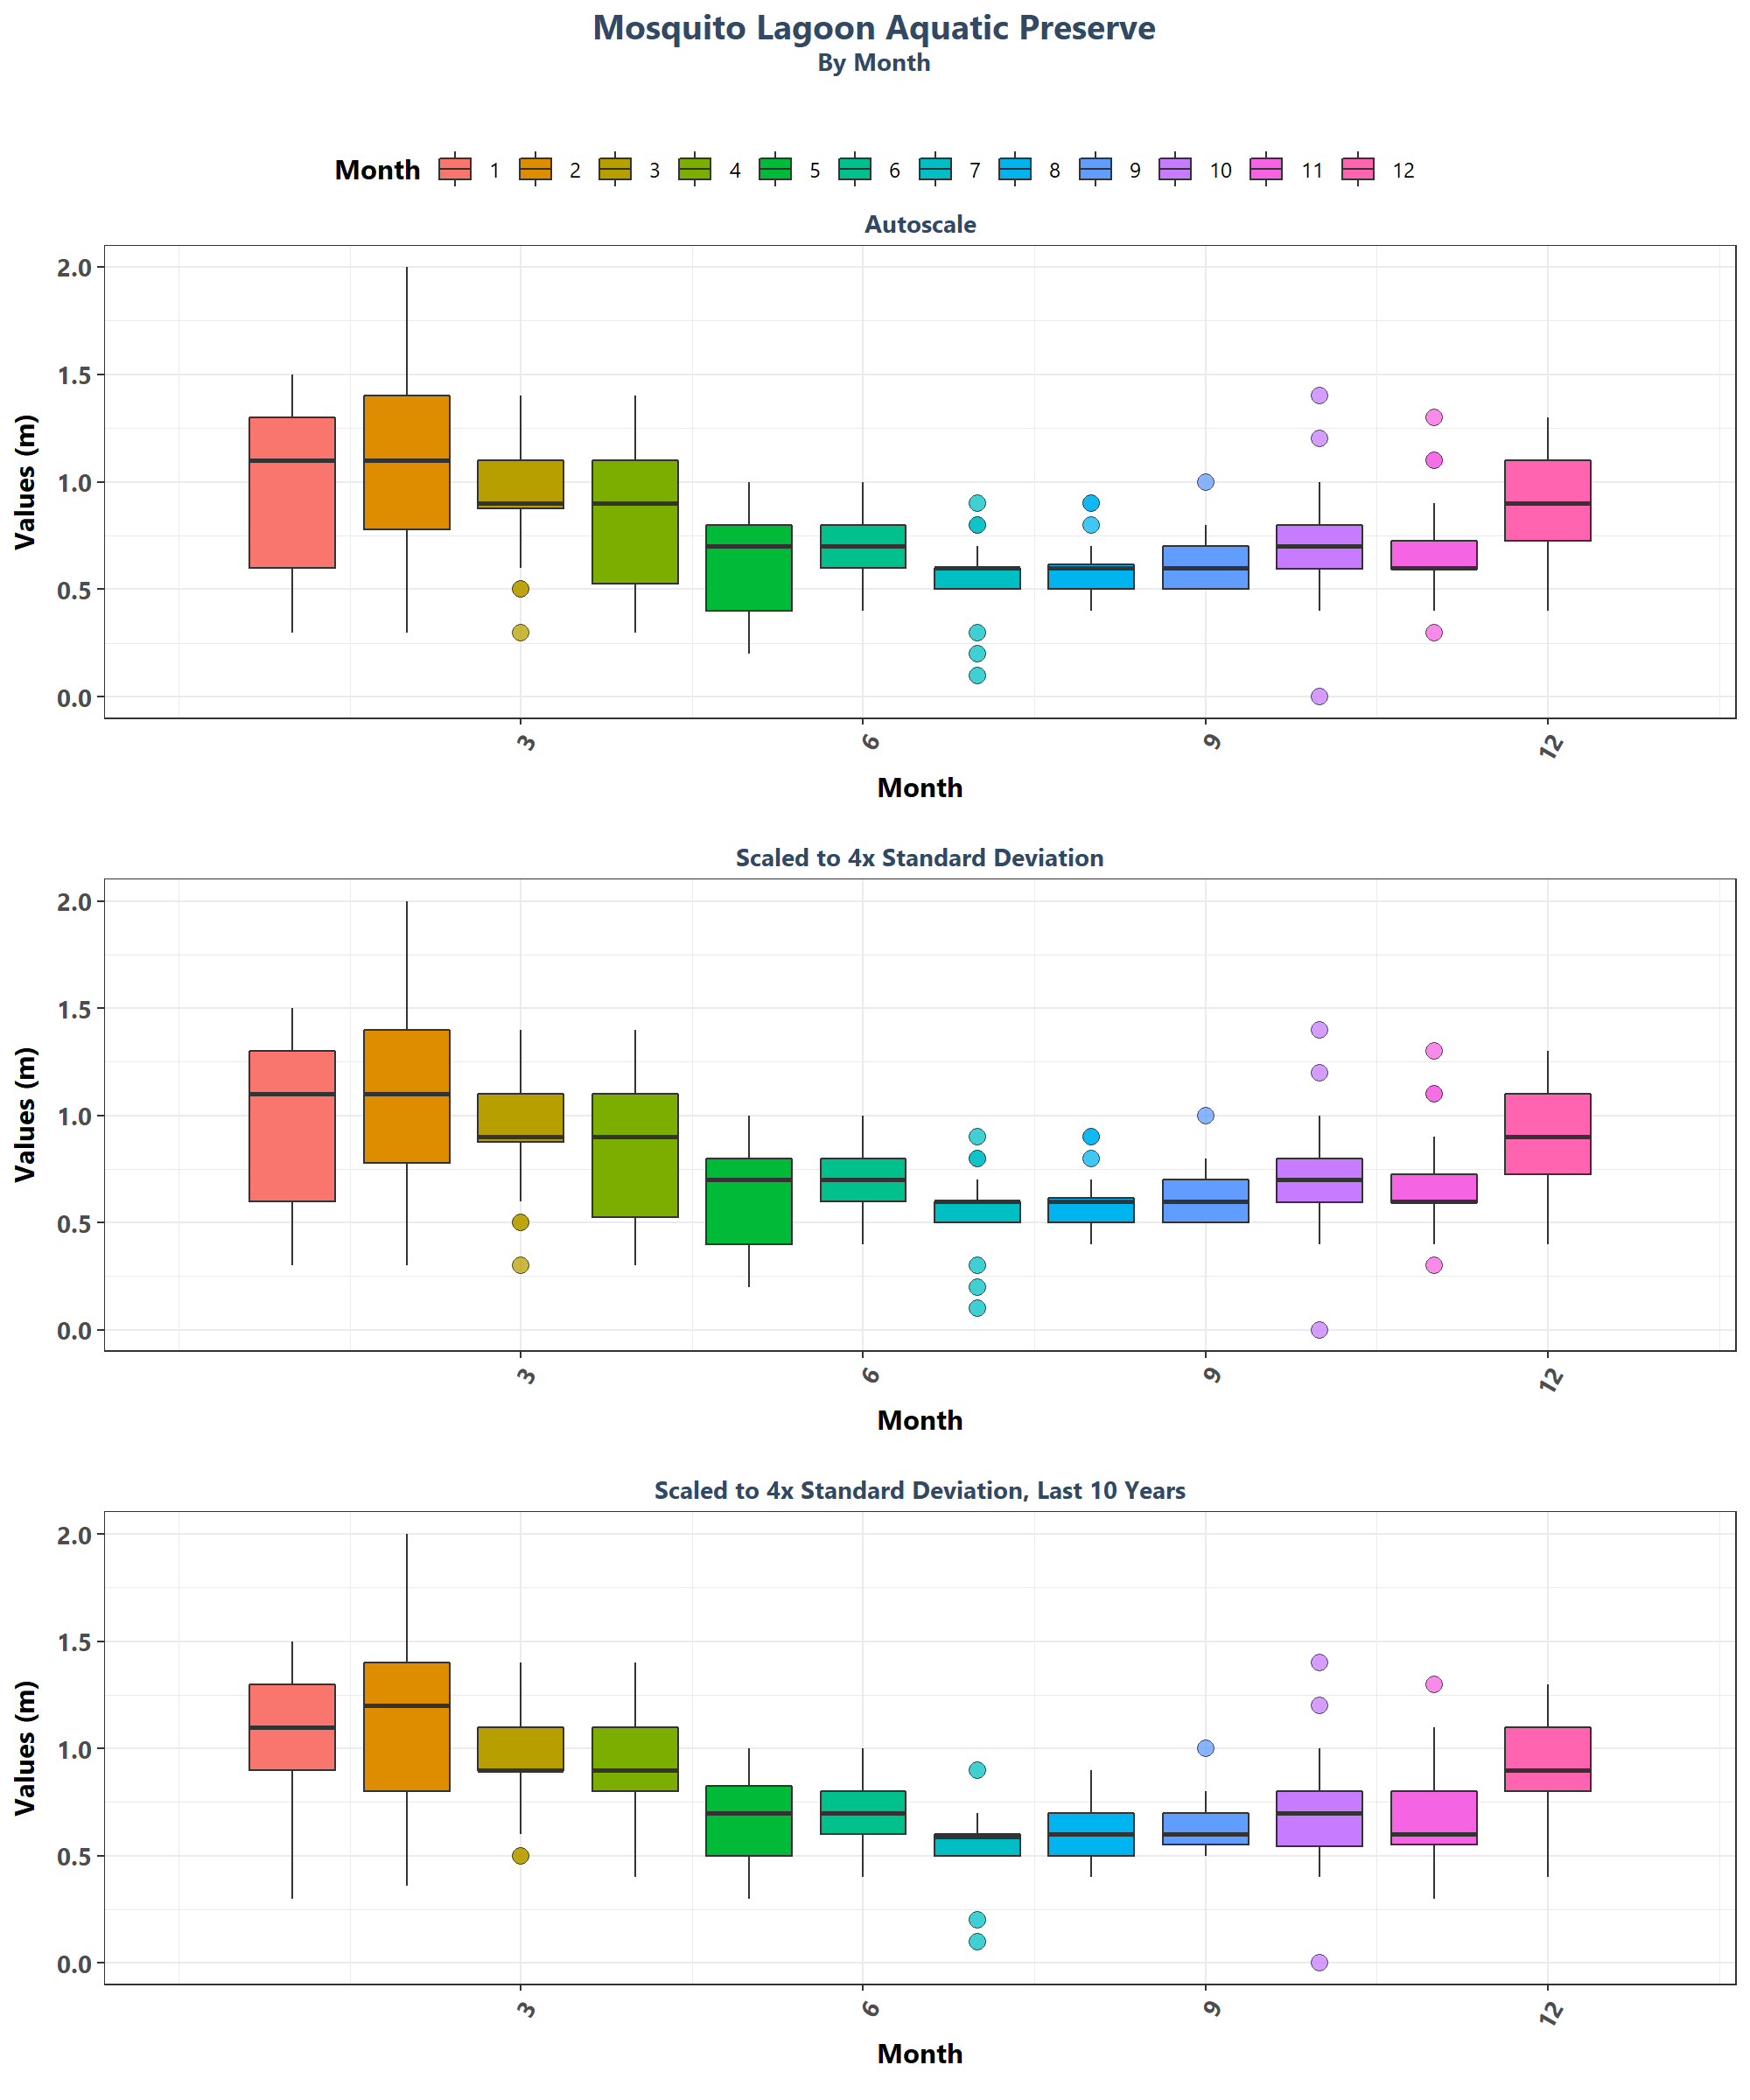 Mosquito Lagoon Aquatic Preserve
By Month
Month 1 2 3 4 5 6 7 8 9 10 11 12
Autoscale
Values (m)
2.0
1.5
1.0
0.5
0.0
3 6 9 12
Month
Scaled to 4x Standard Deviation
Values (m)
2.0
1.5
1.0
0.5
0.0
3 6 9 12
Month
Scaled to 4x Standard Deviation, Last 10 Years
Values (m)
2.0
1.5
1.0
0.5
0.0
3 6 9 12
Month